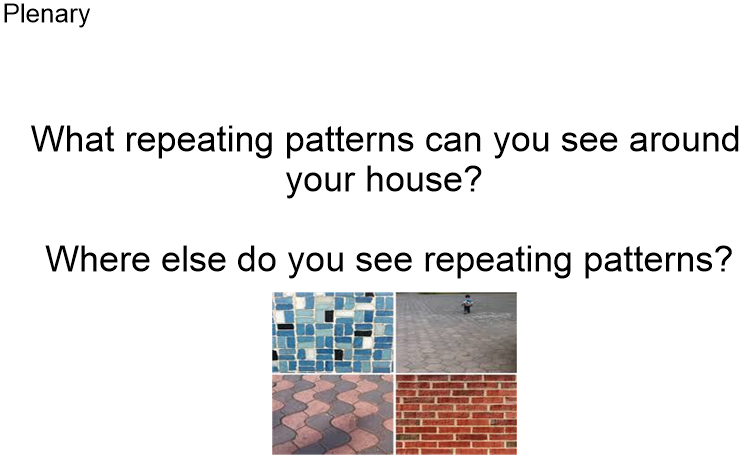 Plenary
What repeating patterns can you see around
your house?
Where else do you see repeating patterns?